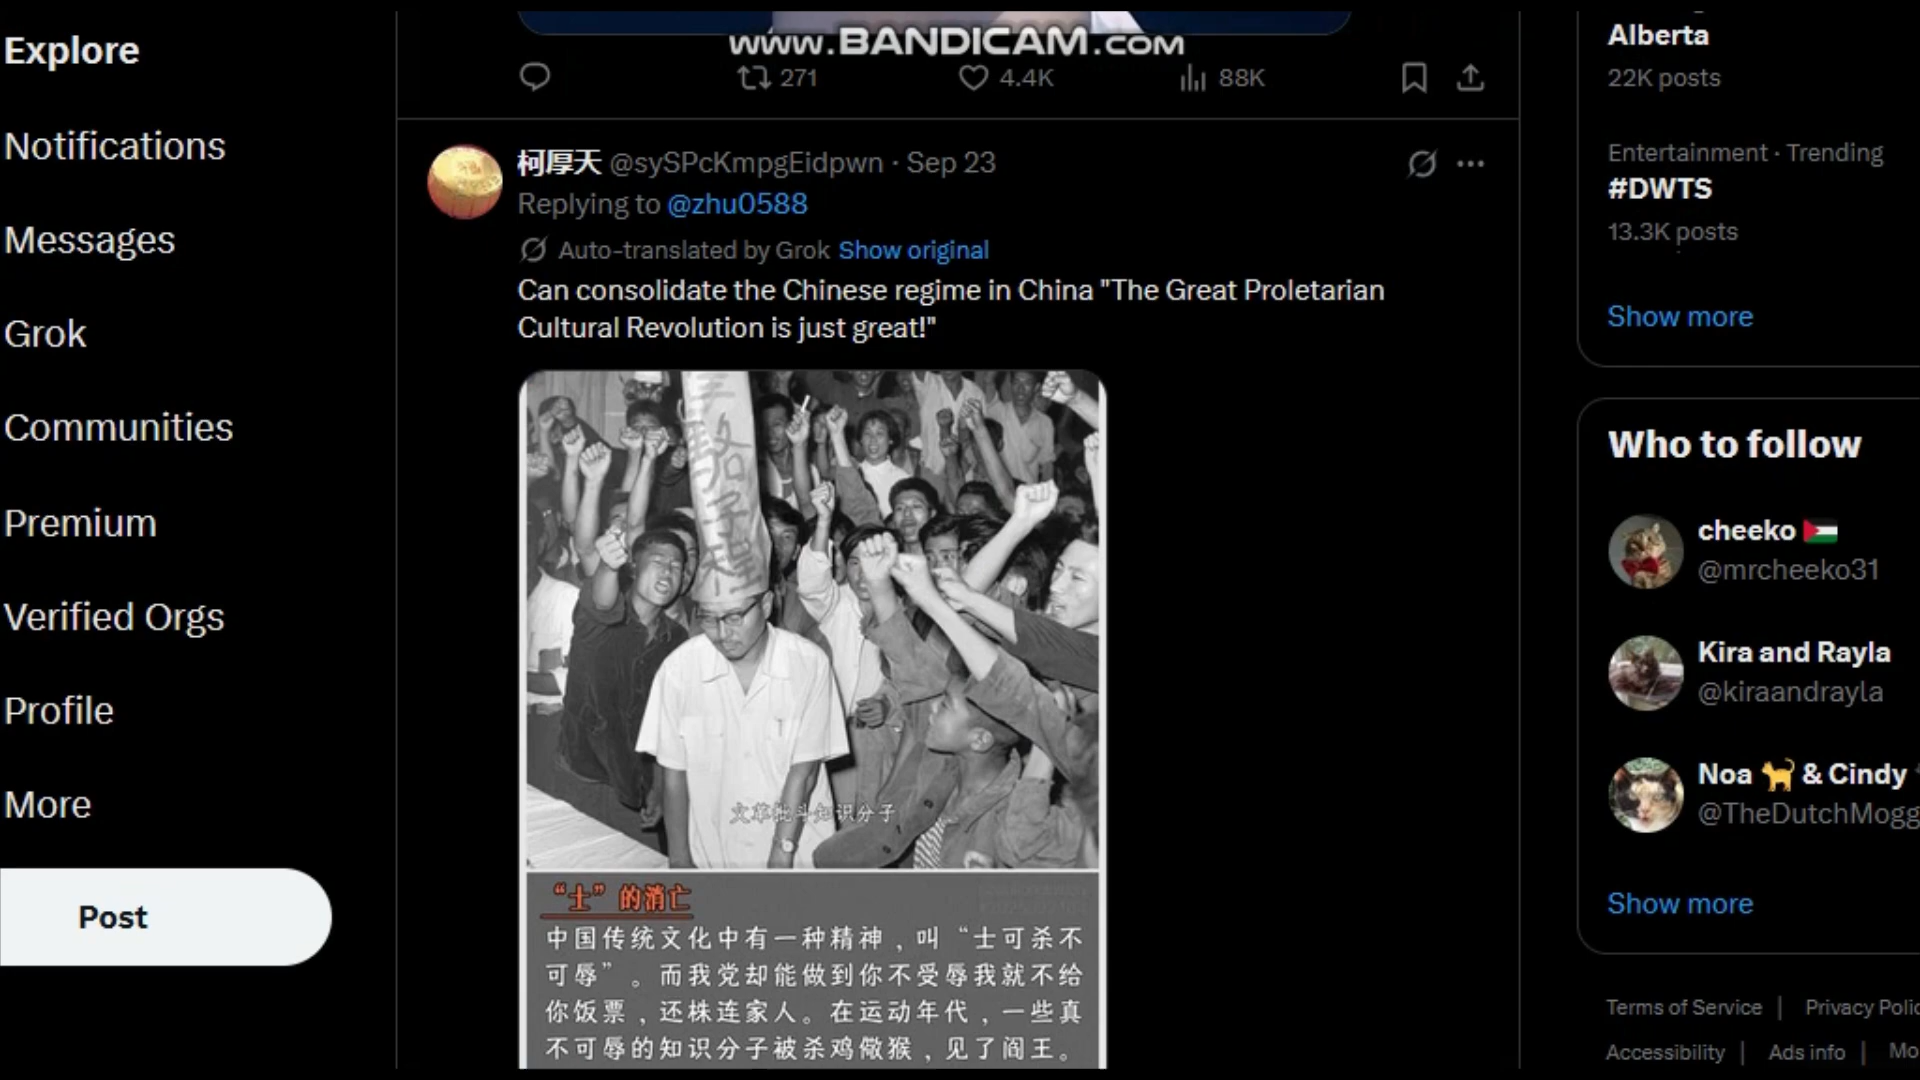 Explore
Notifications
Messages
Grok
Communities
Premium
Verified Orgs
Profile
More
Post
www.BANDICAM.com
271 4.4K 88K
柯厚天 @sySPcKmpgEidpwn · Sep 23
Replying to @zhu0588
Auto-translated by Grok Show original
Can consolidate the Chinese regime in China "The Great Proletarian
Cultural Revolution is just great!"
文革批斗知识分子
“士”的消亡
中国传统文化中有一种精神，叫“士可杀不
可辱”。而我党却能做到你不受辱我就不给
你饭票，还株连家人。在运动年代，一些真
不可辱的知识分子被杀鸡儆猴，见了阎王。
Alberta
22K posts
Entertainment · Trending
#DWTS
13.3K posts
Show more
Who to follow
cheeko
@mrcheeko31
Kira and Rayla
@kiraandrayla
Noa & Cindy
@TheDutchMogg
Show more
Terms of Service | Privacy Polic
Accessibility | Ads info | Mo